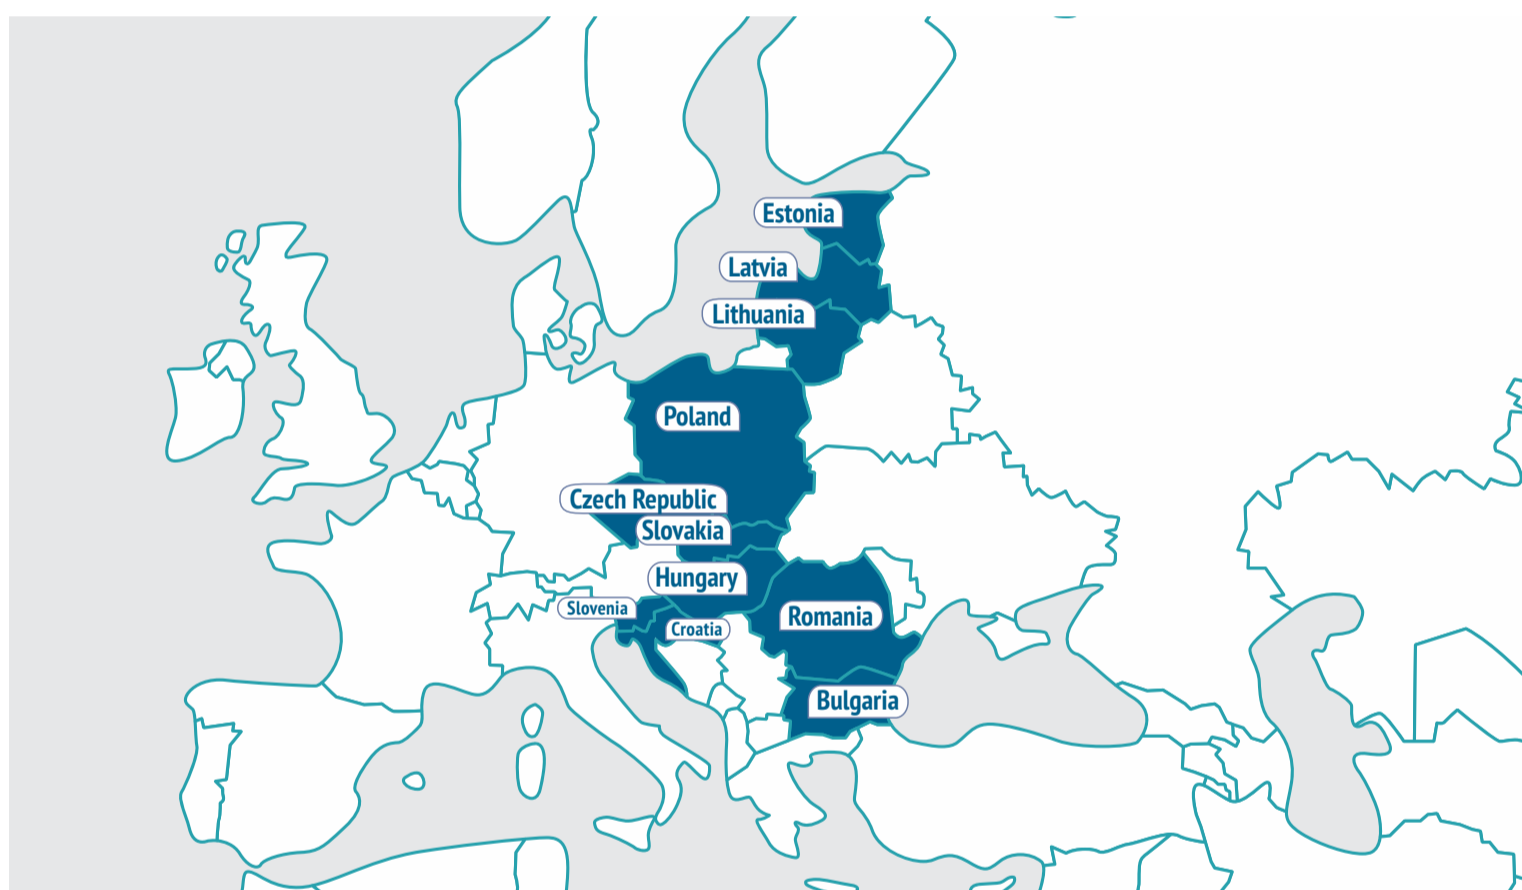 Estonia
Latvia
Lithuania
Poland
Czech Republic
Slovakia
Hungary
Slovenia
Romania
Croatia
Bulgaria